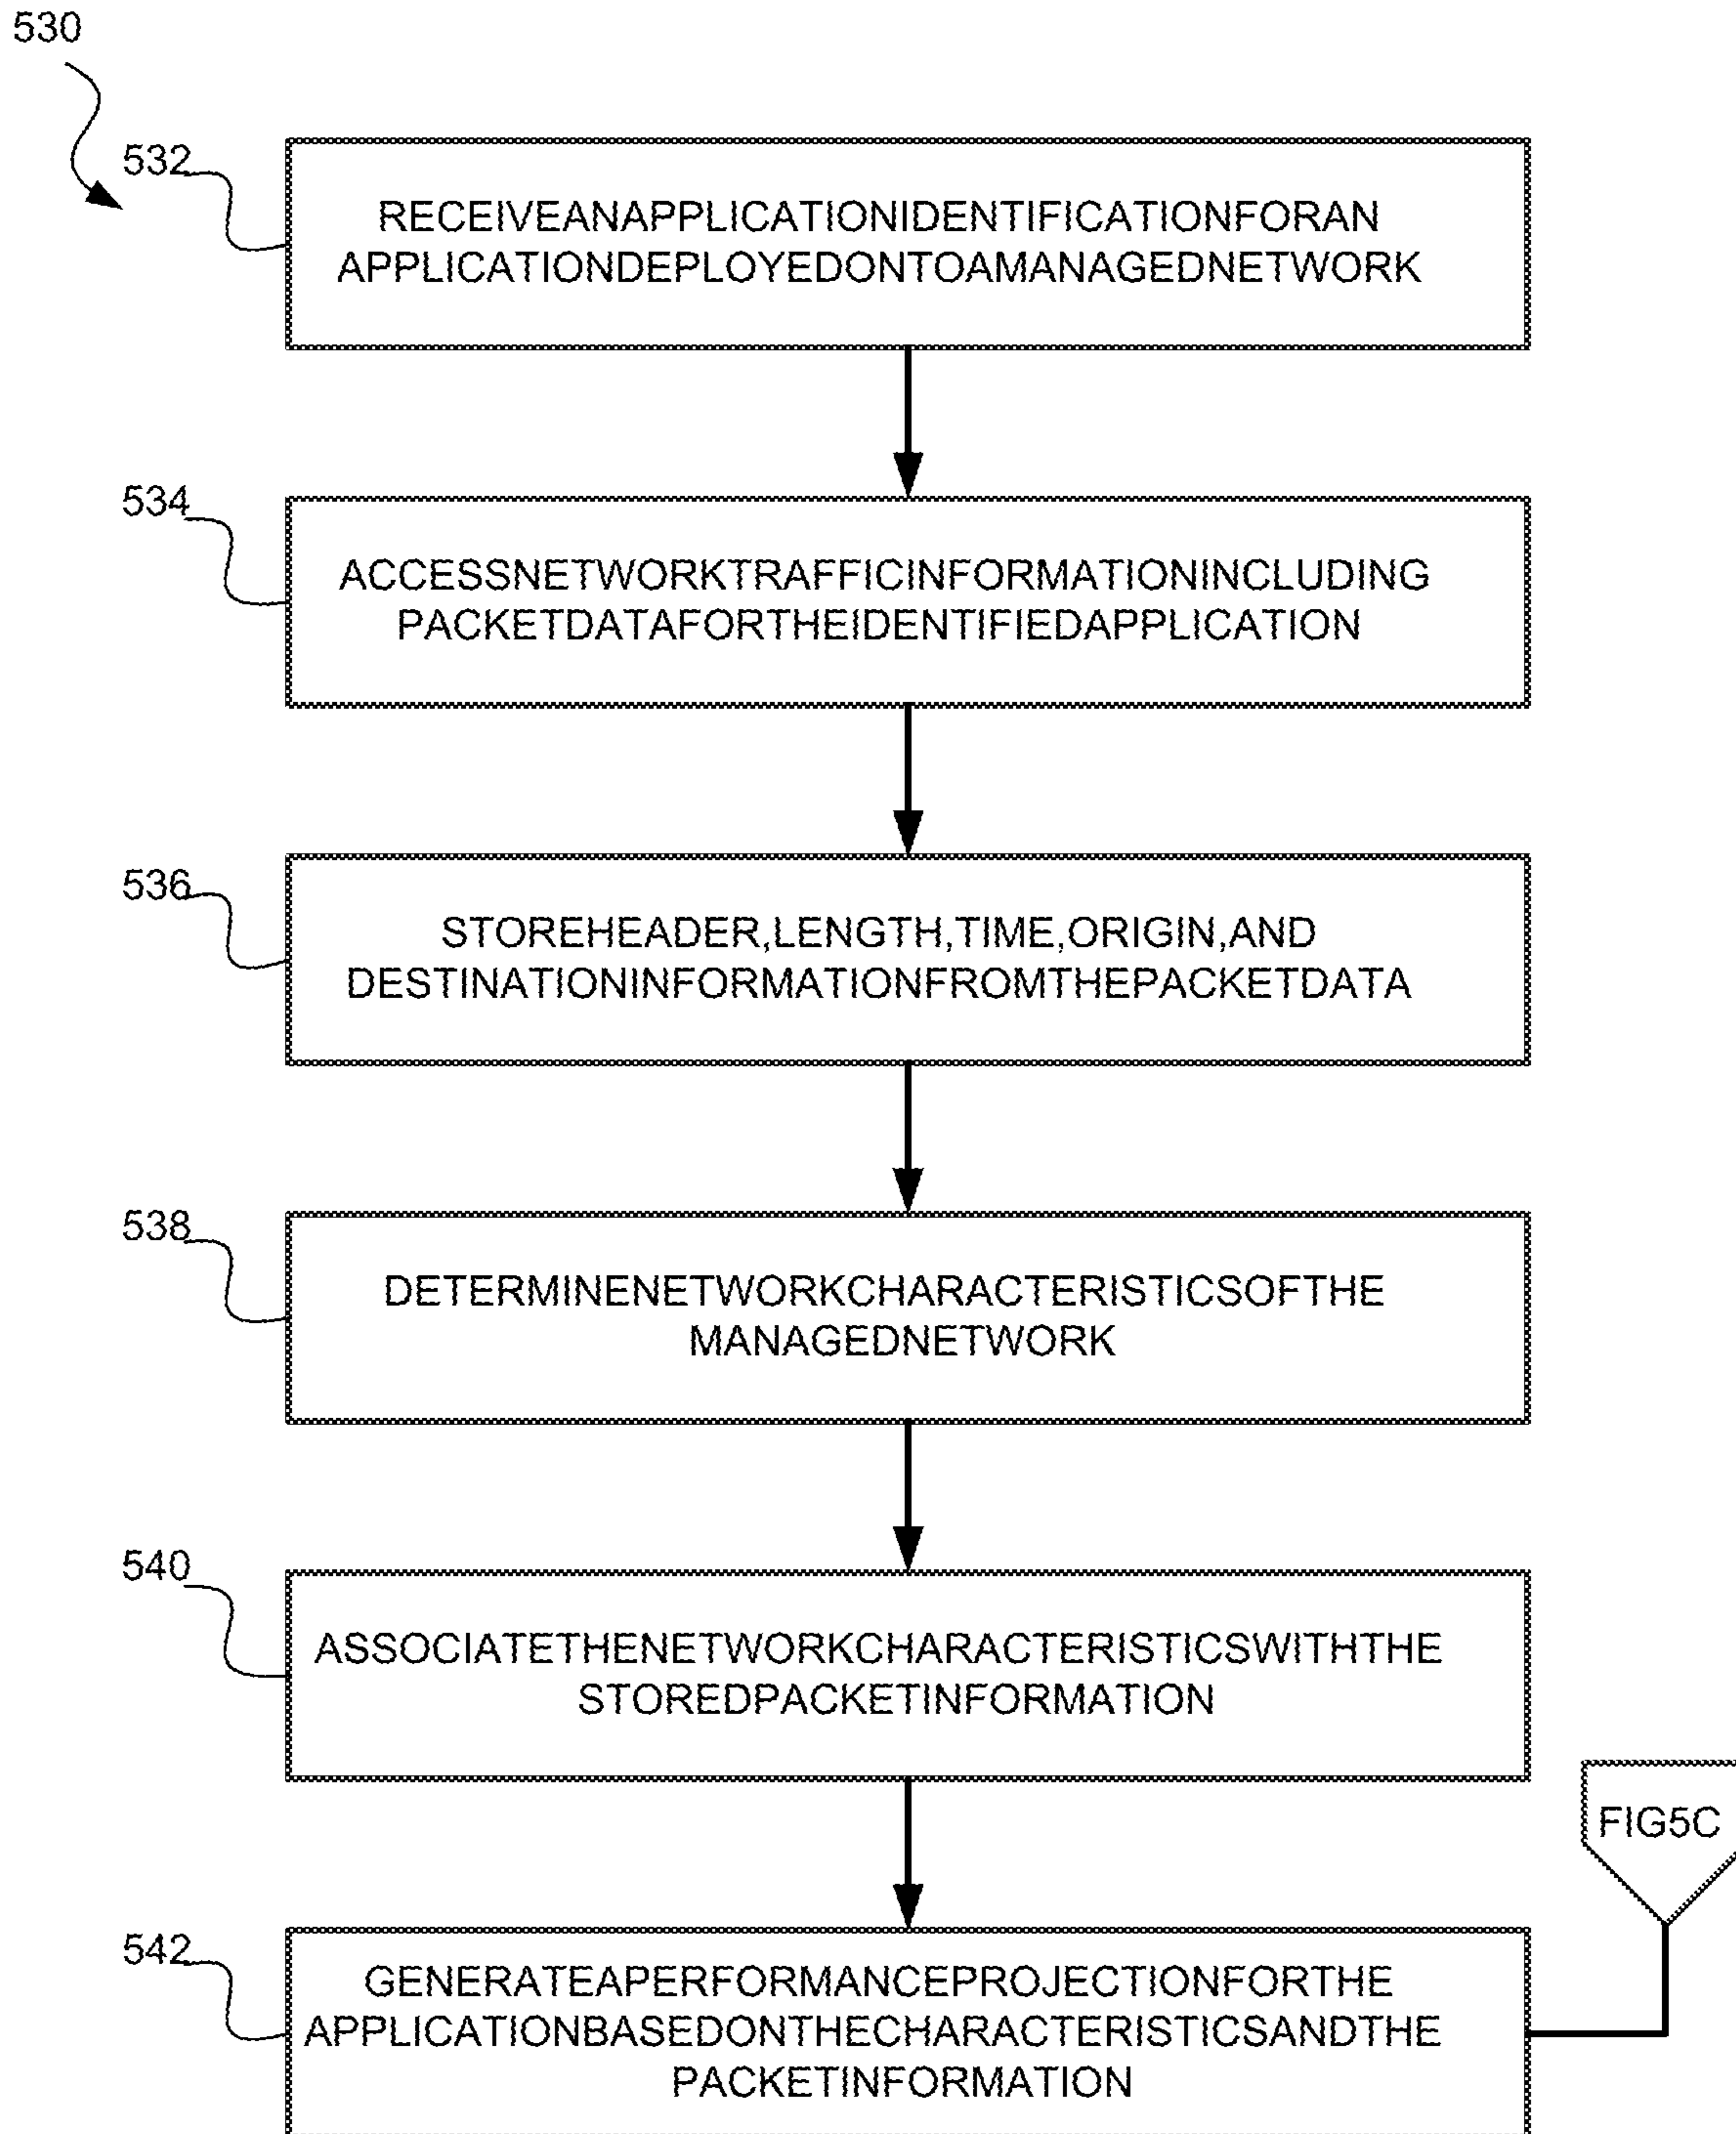 530
532
RECEIVEANAPPLICATIONIDENTIFICATIONFORAN
APPLICATIONDEPLOYEDONTOAMANAGEDNETWORK
534
ACCESSNETWORKTRAFFICINFORMATIONINCLUDING
PACKETDATAFORTHEIDENTIFIEDAPPLICATION
536
STOREHEADER,LENGTH,TIME,ORIGIN,AND
DESTINATIONINFORMATIONFROMTHEPACKETDATA
538
DETERMINENETWORKCHARACTERISTICSOFTHE
MANAGEDNETWORK
540
ASSOCIATETHENETWORKCHARACTERISTICSWITHTHE
STOREDPACKETINFORMATION
FIG5C
542
GENERATEAPERFORMANCEPROJECTIONFORTHE
APPLICATIONBASEDONTHECHARACTERISTICSANDTHE
PACKETINFORMATION